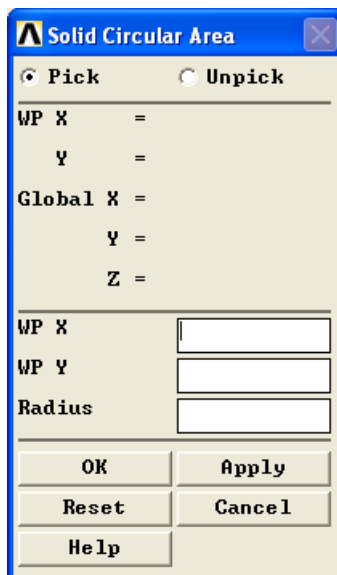 Solid Circular Area
Pick Unpick
WP X =
Y =
Global X =
Y =
Z =
WP X
WP Y
Radius
OK Apply
Reset Cancel
Help